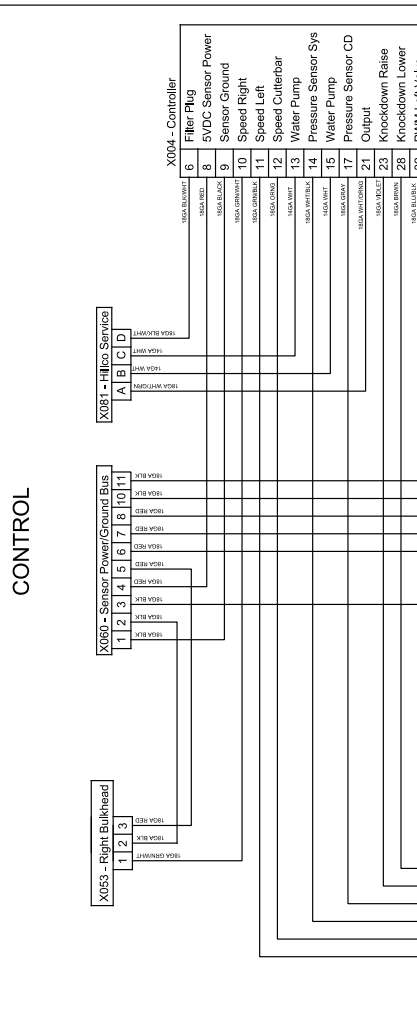 CONTROL
X004 - Controller
6 Filter Plug
8 5VDC Sensor Power
9 Sensor Ground
10 Speed Right
11 Speed Left
12 Speed Cutterbar
13 Water Pump
14 Pressure Sensor Sys
15 Water Pump
17 Pressure Sensor CD
21 Output
23 Knockdown Raise
28 Knockdown Lower
18GA BLK/WHT
18GA RED
18GA BLACK
18GA GRN/WHT
18GA GRN/BLK
18GA ORNG
14GA WHT
18GA WHT/BLK
14GA WHT
18GA GRAY
18GA WHT/ORNG
18GA VIOLET
18GA BRWN
18GA BLU/BLK
X081 - Hillco Service
A B C D
18GA WHT/GRN
14GA WHT
14GA WHT
18GA BLK/WHT
X060 - Sensor Power/Ground Bus
1 2 3 4 5 6 7 8 10 11
18GA BLK
18GA BLK
18GA BLK
18GA RED
18GA RED
18GA RED
18GA RED
18GA RED
18GA BLK
18GA BLK
X053 - Right Bulkhead
1 2 3
18GA GRN/WHT
18GA BLK
18GA RED